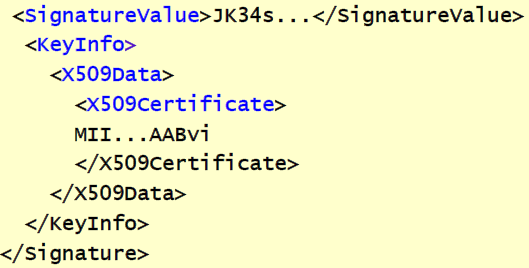 <SignatureValue>JK34s...</SignatureValue>
<KeyInfo>
<X509Data>
<X509Certificate>
MII...AABvi
</X509Certificate>
</X509Data>
</KeyInfo>
</Signature>